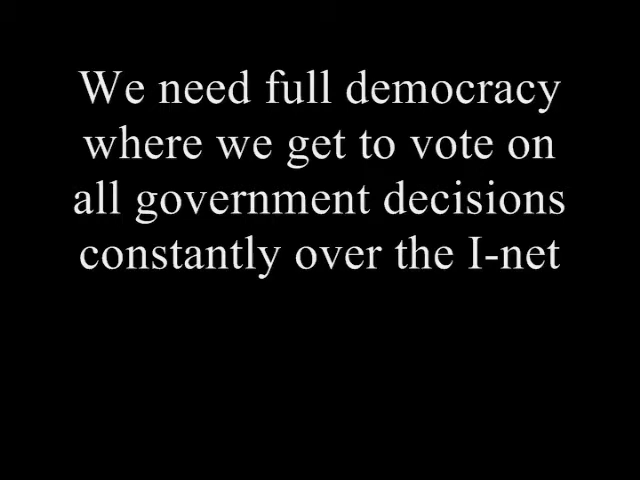 We need full democracy
where we get to vote on
all government decisions
constantly over the I-net